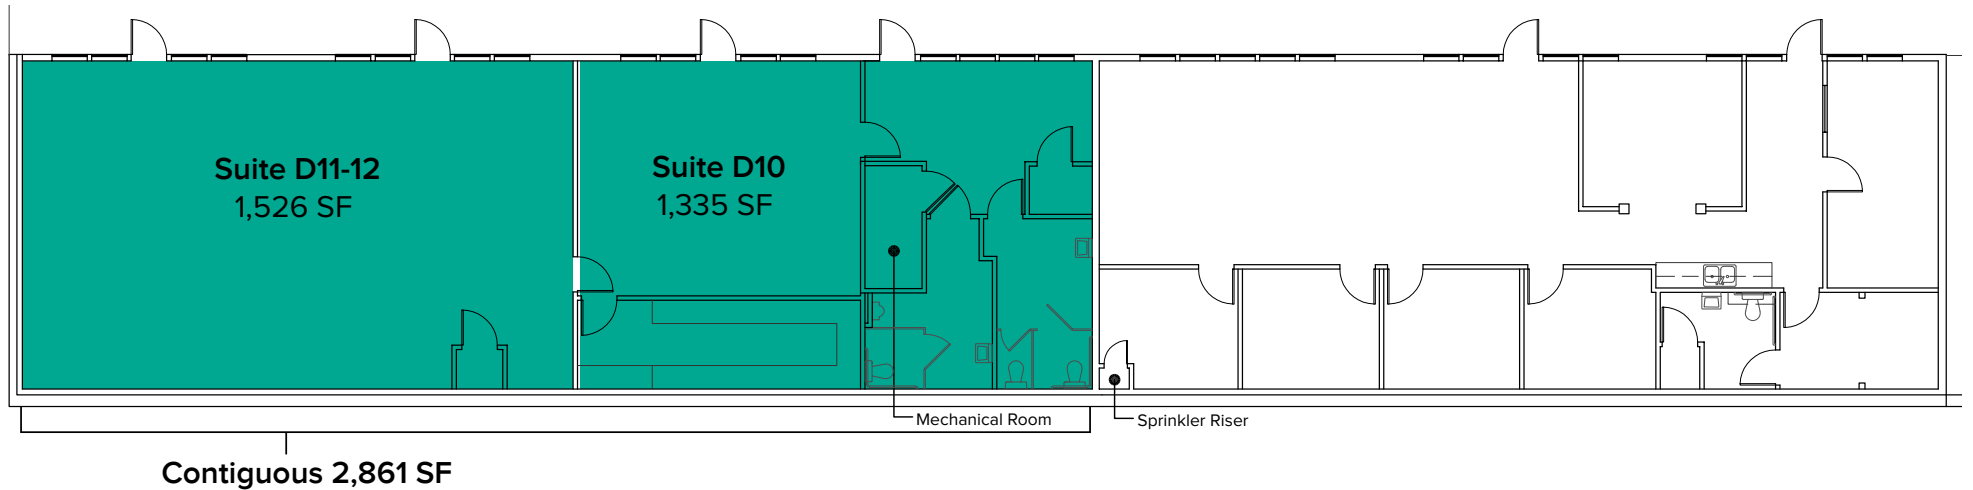 Suite D11-12
1,526 SF
Suite D10
1,335 SF
Mechanical Room
Sprinkler Riser
Contiguous 2,861 SF